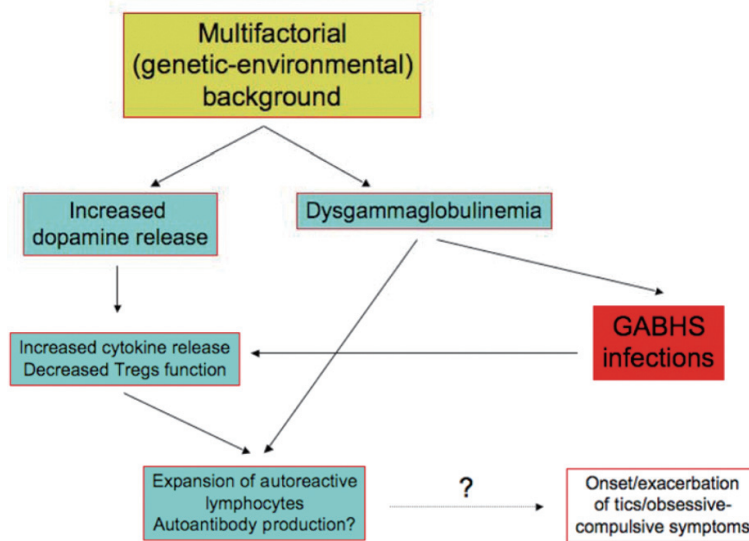 Multifactorial
(genetic-environmental)
background
Increased
dopamine release
Dysgammaglobulinemia
GABHS
infections
Increased cytokine release
Decreased Tregs function
Expansion of autoreactive
lymphocytes
Autoantibody production?
?
Onset/exacerbation
of tics/obsessive-
compulsive symptoms